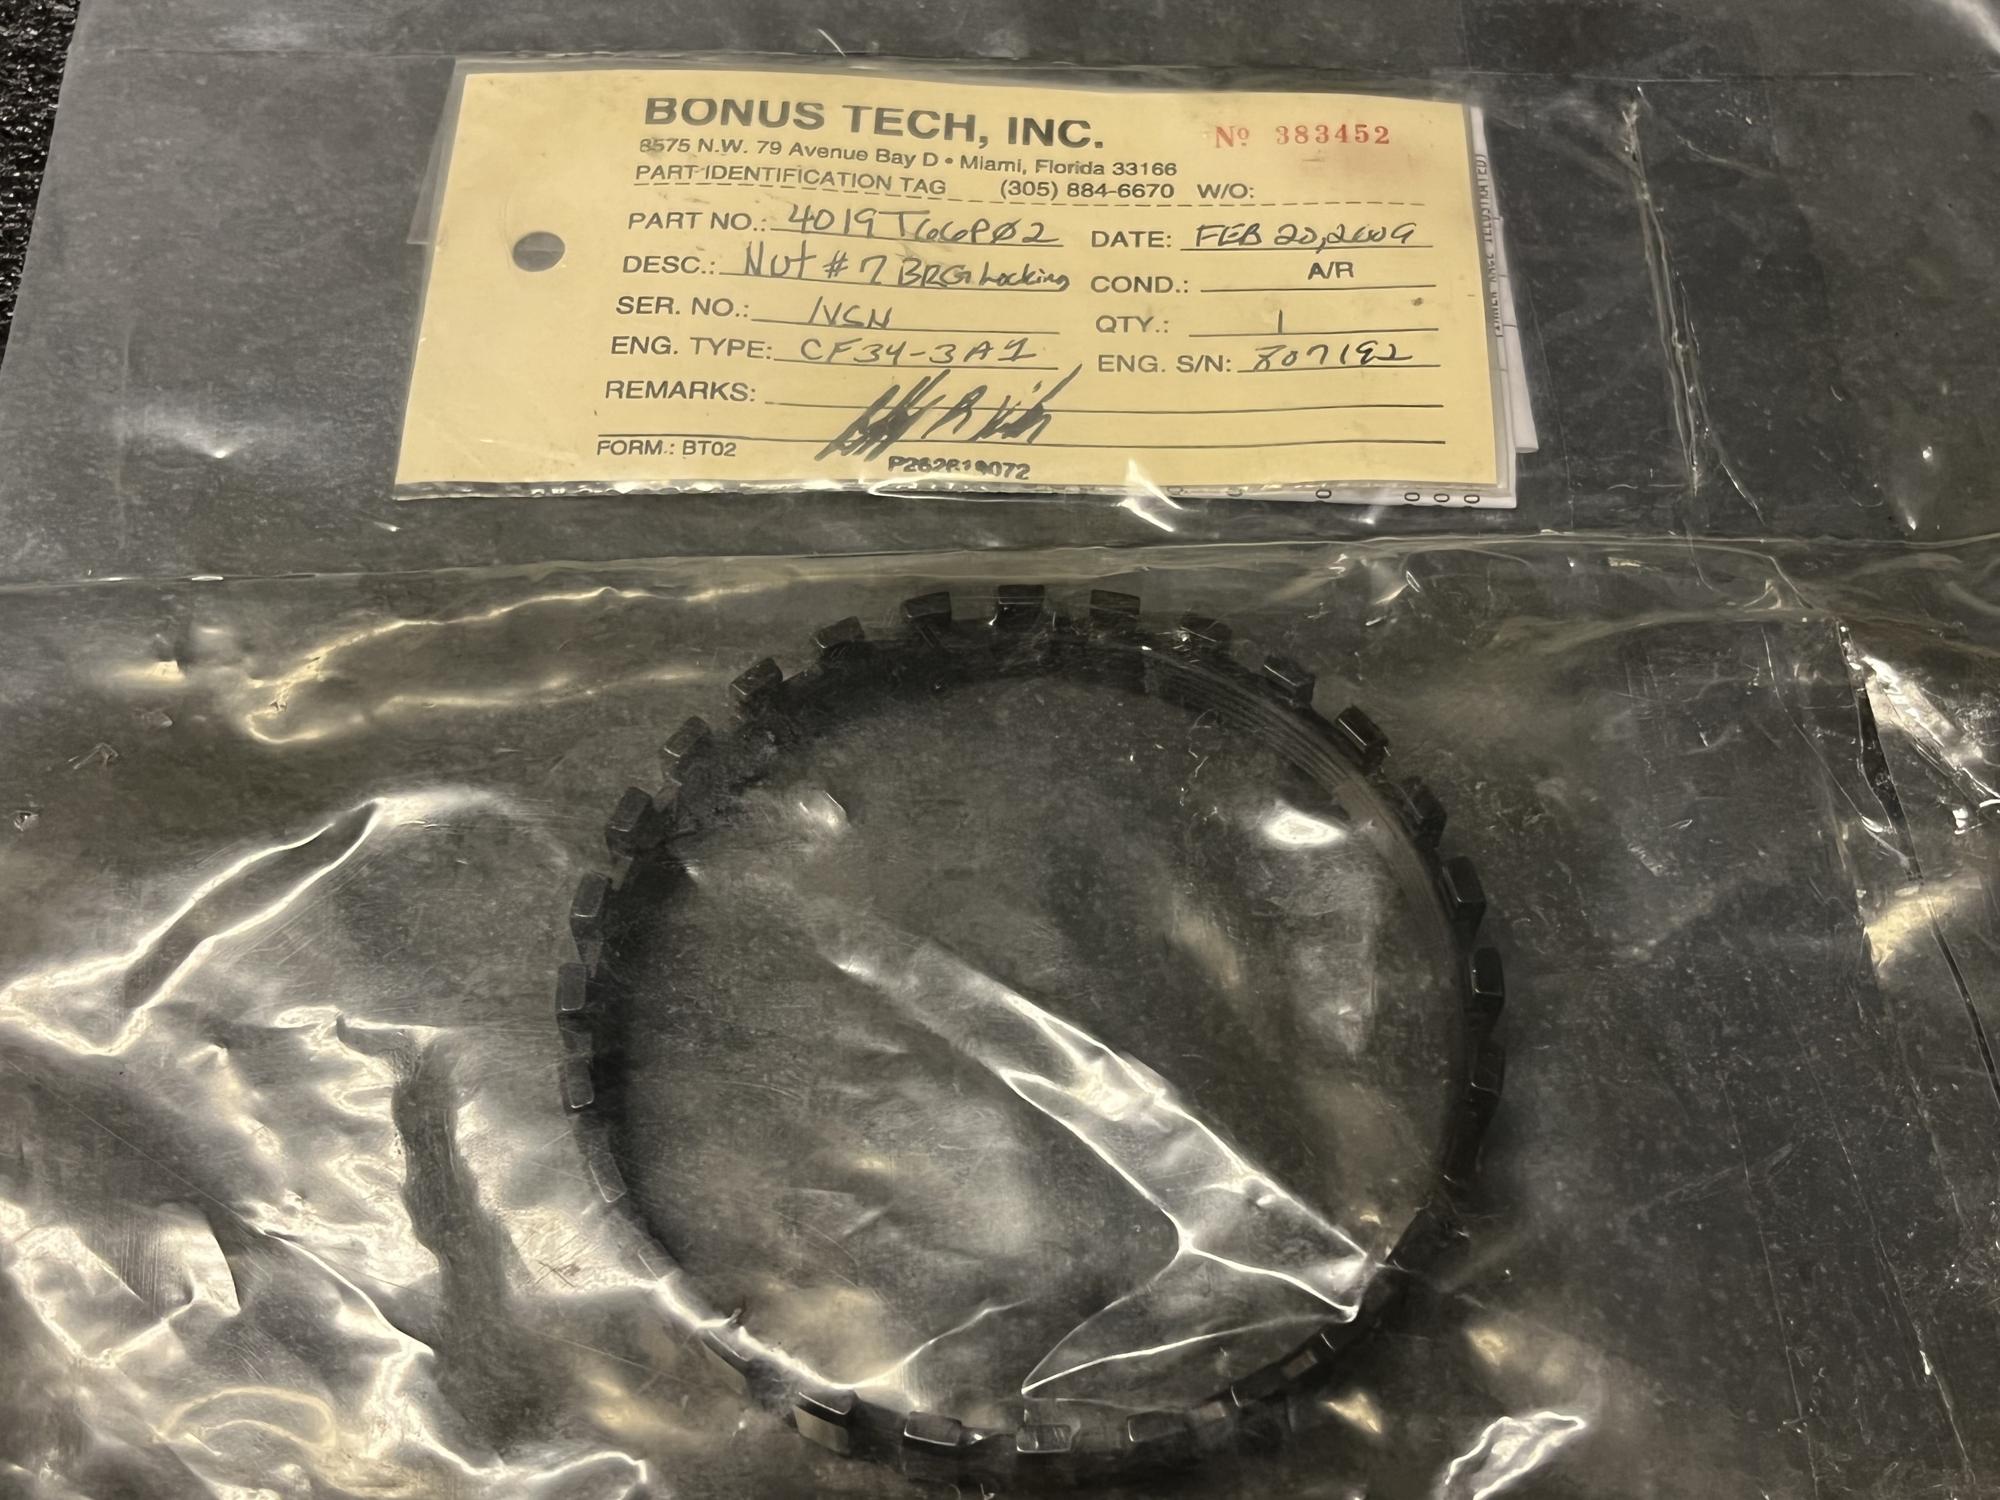 BONUS TECH, INC.
Nº 383452
8575 N.W. 79 Avenue Bay D • Miami, Florida 33166
PART IDENTIFICATION TAG (305) 884-6670 W/O:
PART NO.: 4019T66PØ2 DATE: FEB 20, 2009
DESC.: Nut #7 BRG Locking COND.: A/R
SER. NO.: QTY.: 1
ENG. TYPE: CF34-3A1 ENG. S/N: 807192
REMARKS:
FORM.: BT02